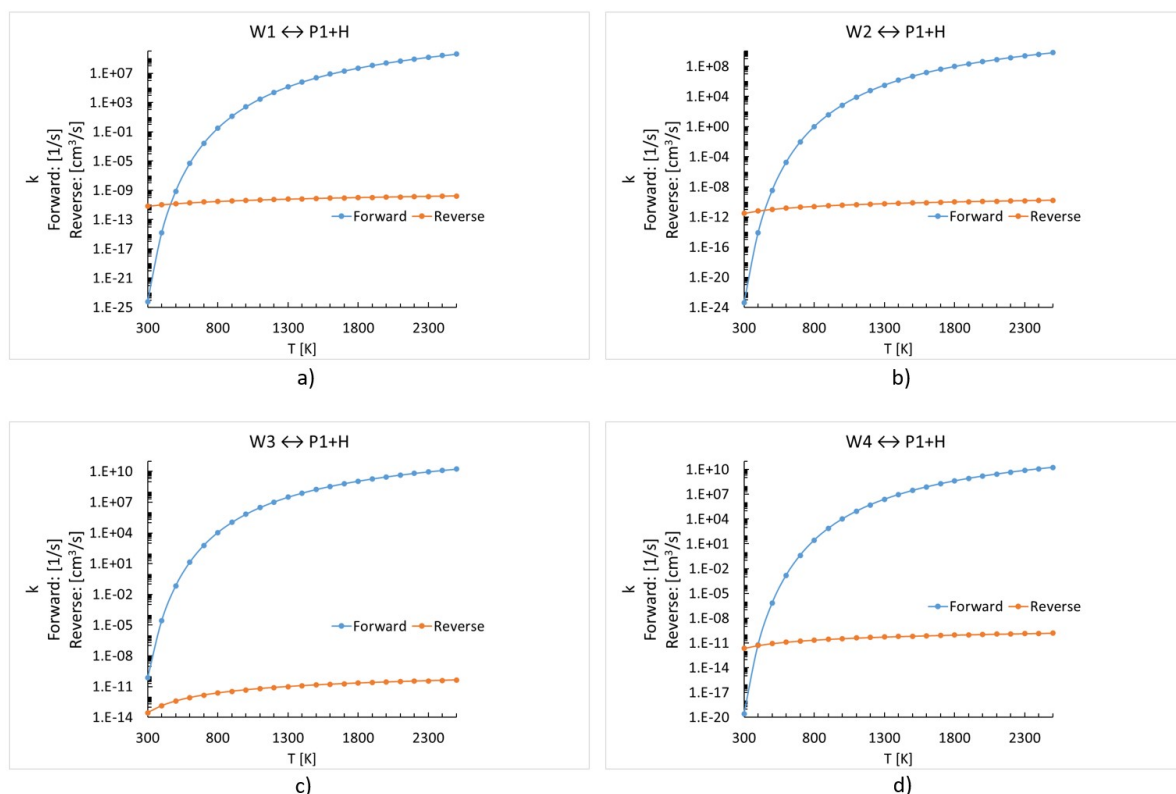 W1 ↔ P1+H
1.E+07
1.E+03
1.E-01
1.E-05
1.E-09
1.E-13
1.E-17
1.E-21
1.E-25
k
Forward: [1/s]
Reverse: [cm³/s]
Forward Reverse
300 800 1300 1800 2300
T [K]
a)
W2 ↔ P1+H
1.E+08
1.E+04
1.E+00
1.E-04
1.E-08
1.E-12
1.E-16
1.E-20
1.E-24
k
Forward: [1/s]
Reverse: [cm³/s]
Forward Reverse
300 800 1300 1800 2300
T [K]
b)
W3 ↔ P1+H
1.E+10
1.E+07
1.E+04
1.E+01
1.E-02
1.E-05
1.E-08
1.E-11
1.E-14
k
Forward: [1/s]
Reverse: [cm³/s]
Forward Reverse
300 800 1300 1800 2300
T [K]
c)
W4 ↔ P1+H
1.E+10
1.E+07
1.E+04
1.E+01
1.E-02
1.E-05
1.E-08
1.E-11
1.E-14
1.E-17
1.E-20
k
Forward: [1/s]
Reverse: [cm³/s]
Forward Reverse
300 800 1300 1800 2300
T [K]
d)